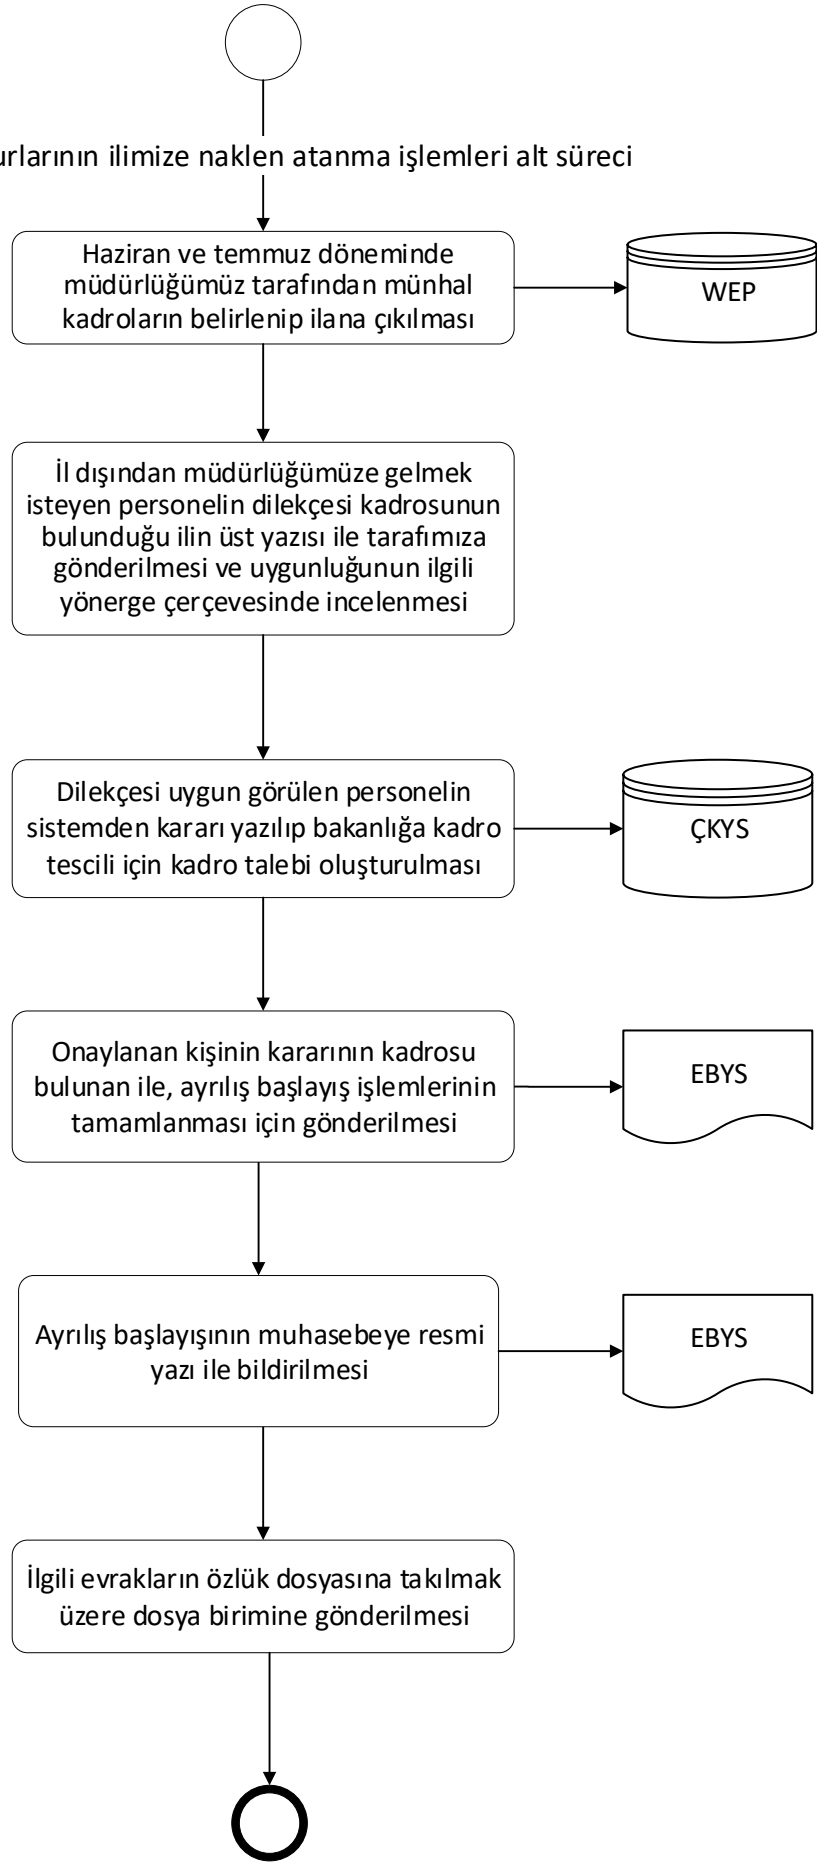 urlarının ilimize naklen atanma işlemleri alt süreci
Haziran ve temmuz döneminde
müdürlüğümüz tarafından münhal
kadroların belirlenip ilana çıkılması
WEP
İl dışından müdürlüğümüze gelmek
isteyen personelin dilekçesi kadrosunun
bulunduğu ilin üst yazısı ile tarafımıza
gönderilmesi ve uygunluğunun ilgili
yönerge çerçevesinde incelenmesi
Dilekçesi uygun görülen personelin
sistemden kararı yazılıp bakanlığa kadro
tescili için kadro talebi oluşturulması
ÇKYS
Onaylanan kişinin kararının kadrosu
bulunan ile, ayrılış başlayış işlemlerinin
tamamlanması için gönderilmesi
EBYS
Ayrılış başlayışının muhasebeye resmi
yazı ile bildirilmesi
EBYS
İlgili evrakların özlük dosyasına takılmak
üzere dosya birimine gönderilmesi